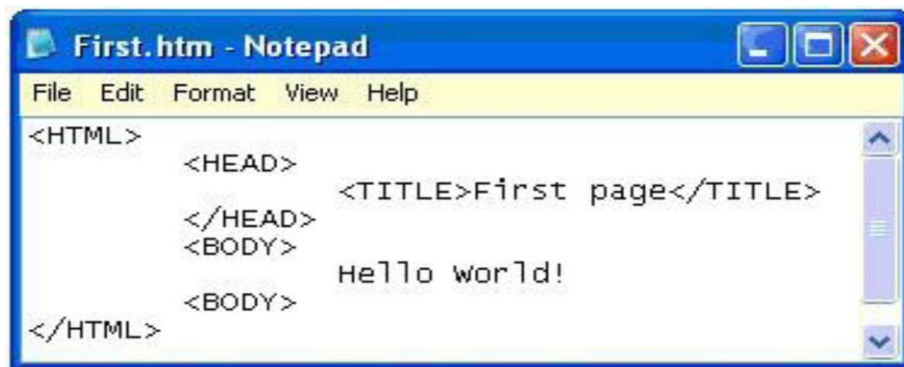 First.htm - Notepad
File Edit Format View Help
<HTML>
<HEAD>
<TITLE>First page</TITLE>
</HEAD>
<BODY>
Hello World!
<BODY>
</HTML>